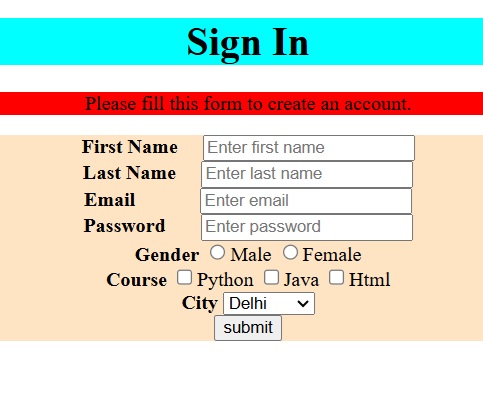 Sign In
Please fill this form to create an account.
First Name Enter first name
Last Name Enter last name
Email Enter email
Password Enter password
Gender Male Female
Course Python Java Html
City Delhi
submit